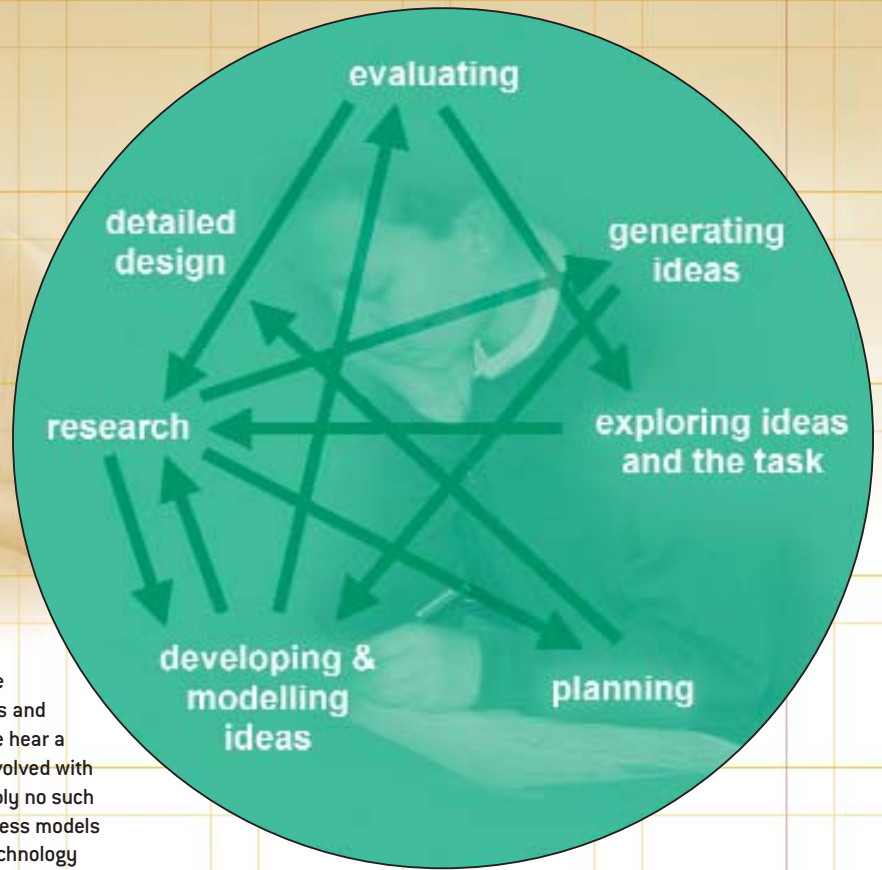 evaluating
detailed
design
generating
ideas
research
exploring ideas
and the task
developing &
modelling
ideas
planning
s and
e hear a
volved with
ly no such
ess models
chnology